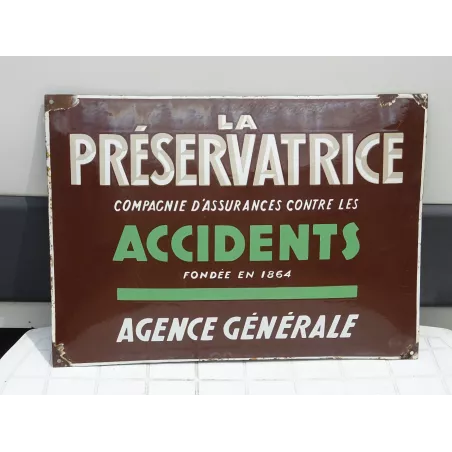 LA
PRÉSERVATRICE
COMPAGNIE D'ASSURANCES CONTRE LES
ACCIDENTS
FONDÉE EN 1864
AGENCE GÉNÉRALE